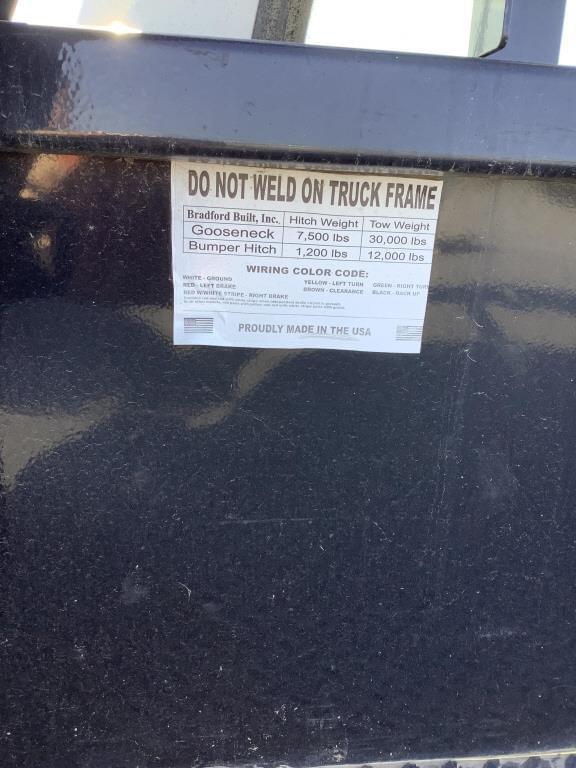 DO NOT WELD ON TRUCK FRAME
Bradford Built, Inc. Hitch Weight Tow Weight
Gooseneck 7,500 lbs 30,000 lbs
Bumper Hitch 1,200 lbs 12,000 lbs
WIRING COLOR CODE:
WHITE - GROUND YELLOW - LEFT TURN GREEN - RIGHT TURN
RED - LEFT BRAKE BROWN - CLEARANCE BLACK - BACK UP
RED W/WHITE STRIPE - RIGHT BRAKE
PROUDLY MADE IN THE USA